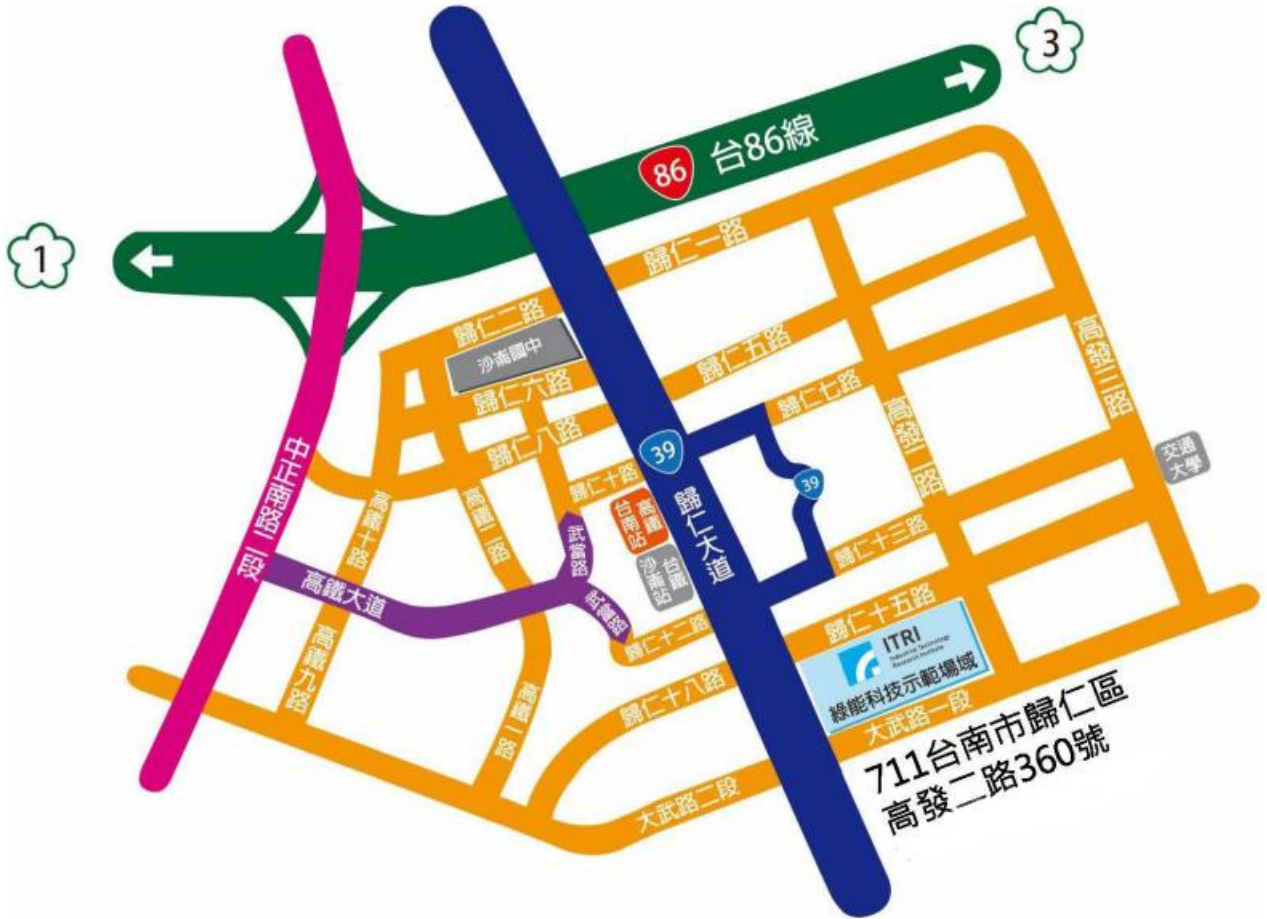 3
86
台86線
1
歸仁一路
歸仁二路
沙崙國中
歸仁五路
歸仁六路
歸仁七路
高發三路
歸仁八路
高發二路
39
中正南路二段
交通
大學
歸仁十路
39
高鐵
台南站
歸仁大道
高鐵十路
高鐵二路
武當路
歸仁十三路
台鐵
沙崙站
高鐵大道
武當路
歸仁十五路
歸仁十二路
ITRI
Industrial Technology
Research Institute
綠能科技示範場域
高鐵九路
高鐵一路
歸仁十八路
大武路一段
大武路二段
711台南市歸仁區
高發二路360號